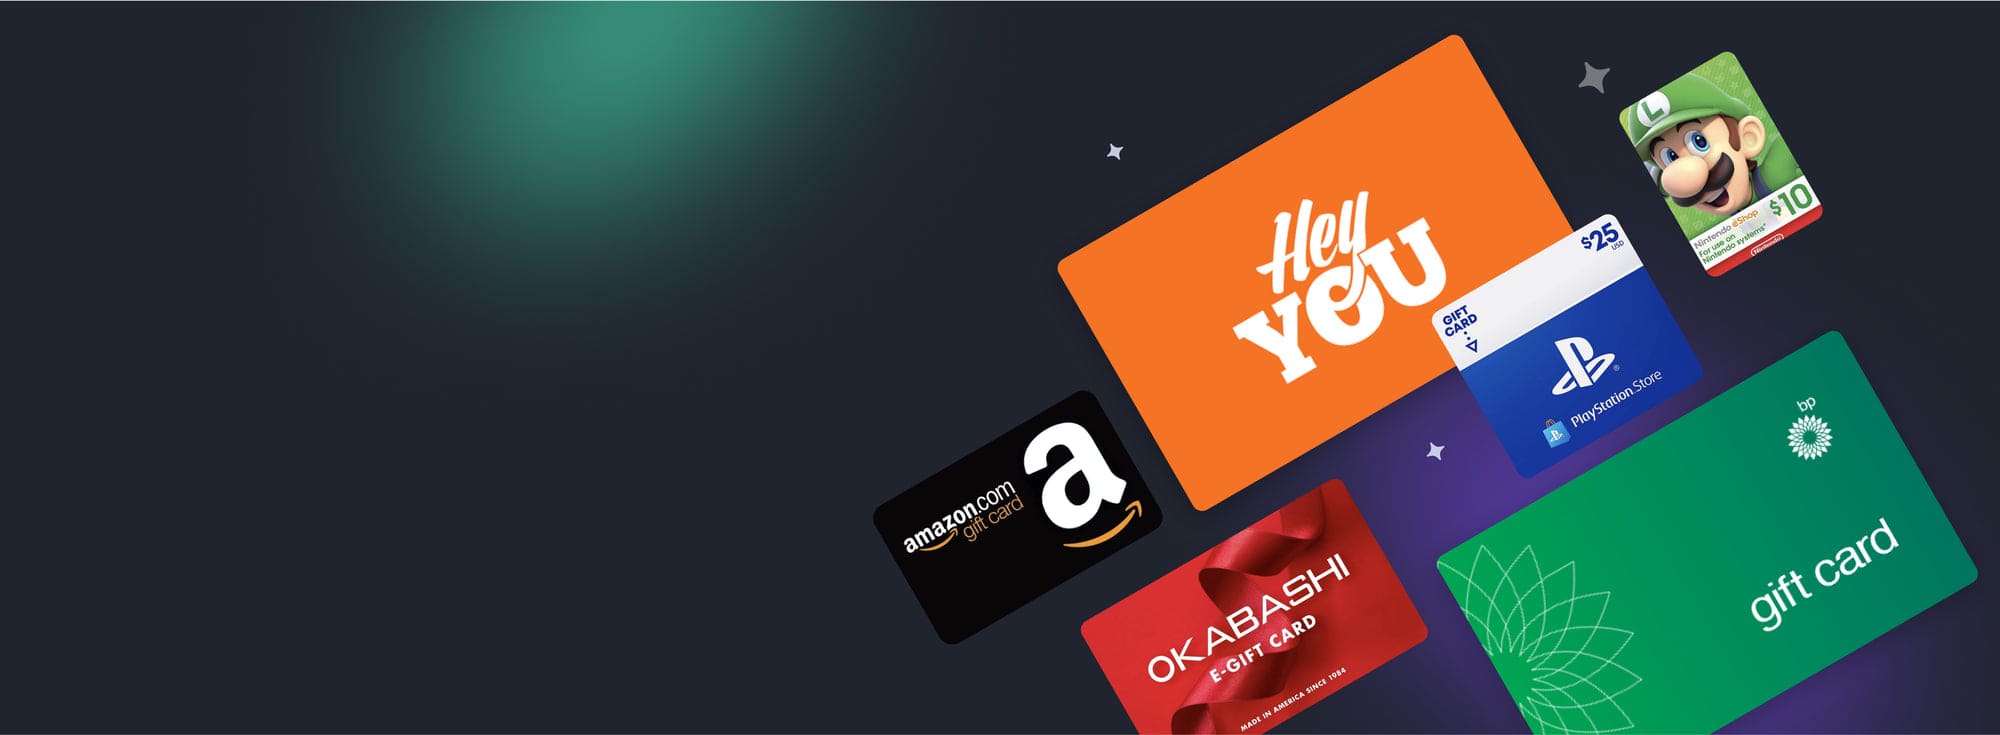 Hey
YOU
L
$10
Nintendo eShop
For use on
Nintendo systems*
Nintendo
$25
USD
GIFT
CARD
PlayStation Store
amazon.com
gift card
a
OKABASHI
E-GIFT CARD
MADE IN AMERICA SINCE 1984
bp
gift card